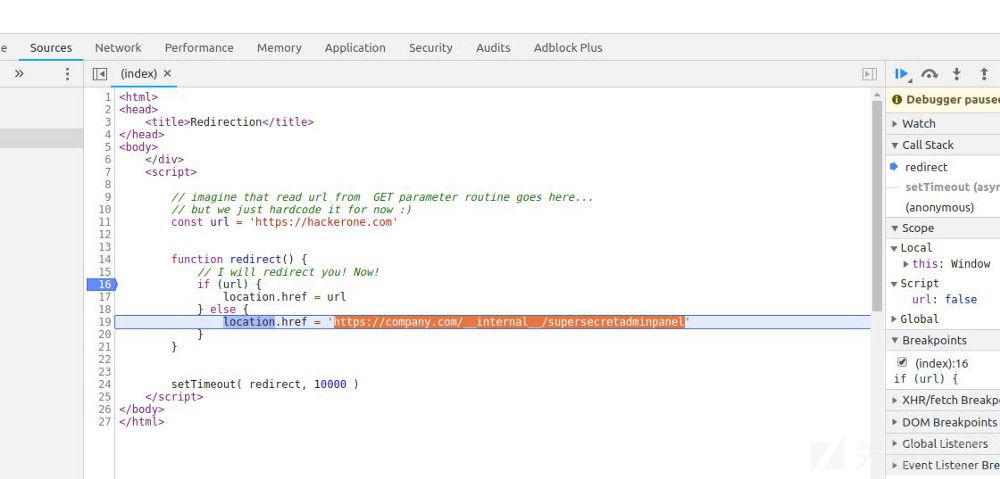 e Sources Network Performance Memory Application Security Audits Adblock Plus
» (index) ×
1 <html>
2 <head>
3 <title>Redirection</title>
4 </head>
5 <body>
6 </div>
7 <script>
8
9 // imagine that read url from  GET parameter routine goes here...
10 // but we just hardcode it for now :)
11 const url = 'https://hackerone.com'
12
13
14 function redirect() {
15 // I will redirect you! Now!
16 if (url) {
17 location.href = url
18 } else {
19 location.href = 'https://company.com/__internal__/supersecretadminpanel'
20 }
21 }
22
23
24 setTimeout( redirect, 10000 )
25 </script>
26 </body>
27 </html>
Debugger paused
Watch
Call Stack
redirect
setTimeout (asyn
(anonymous)
Scope
Local
this: Window
Script
url: false
Global
Breakpoints
(index):16
if (url) {
XHR/fetch Breakp
DOM Breakpoints
Global Listeners
Event Listener Bre